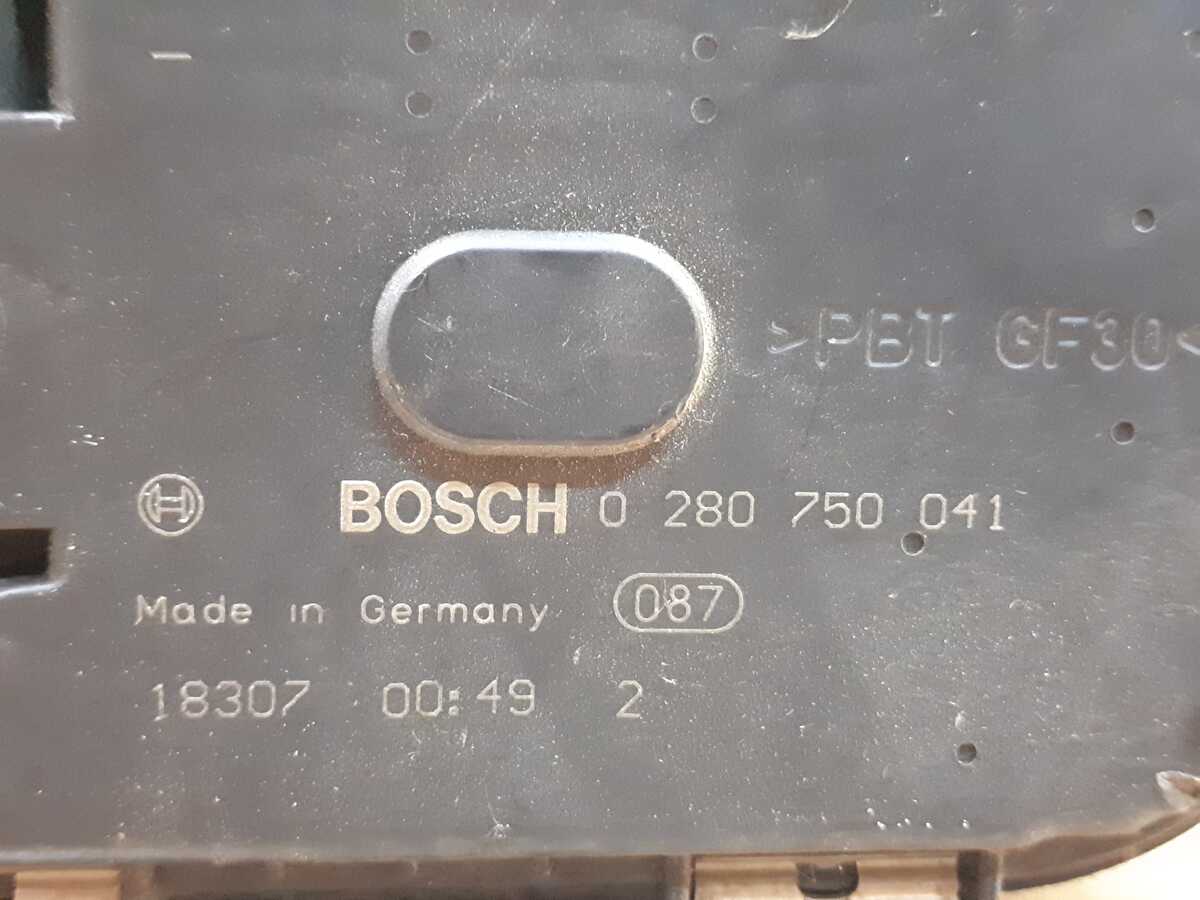 >PBT GF30<
BOSCH 0 280 750 041
Made in Germany 087
18307 00:49 2